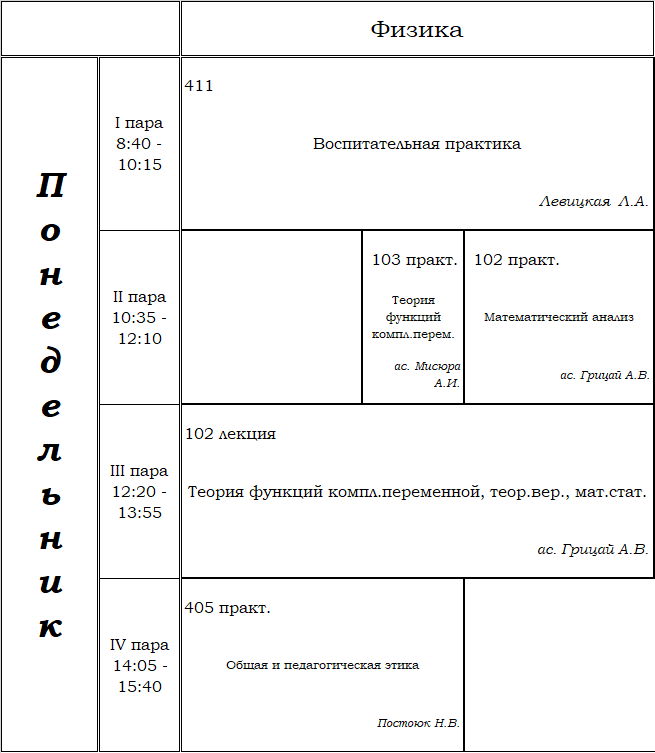 Физика
Понедельник
I пара
8:40 -
10:15
411
Воспитательная практика
Левицкая Л.А.
II пара
10:35 -
12:10
103 практ.
Теория
функций
компл.перем.
ас. Мисюра
А.И.
102 практ.
Математический анализ
ас. Грицай А.В.
III пара
12:20 -
13:55
102 лекция
Теория функций компл.переменной, теор.вер., мат.стат.
ас. Грицай А.В.
IV пара
14:05 -
15:40
405 практ.
Общая и педагогическая этика
Постоюк Н.В.